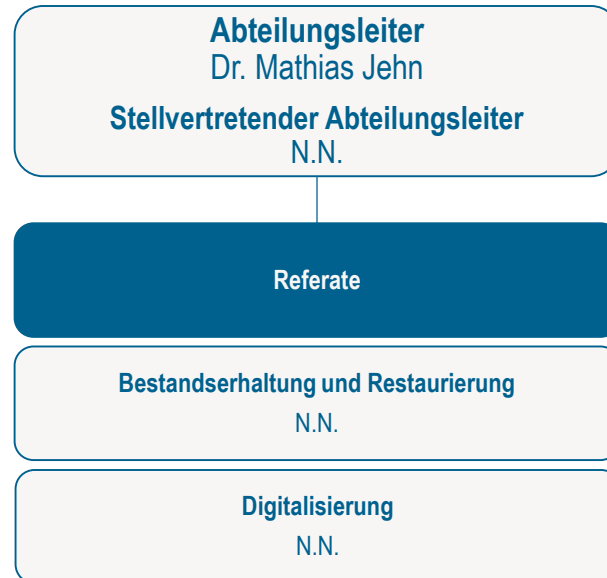 Abteilungsleiter
Dr. Mathias Jehn
Stellvertretender Abteilungsleiter
N.N.
Referate
Bestandserhaltung und Restaurierung
N.N.
Digitalisierung
N.N.